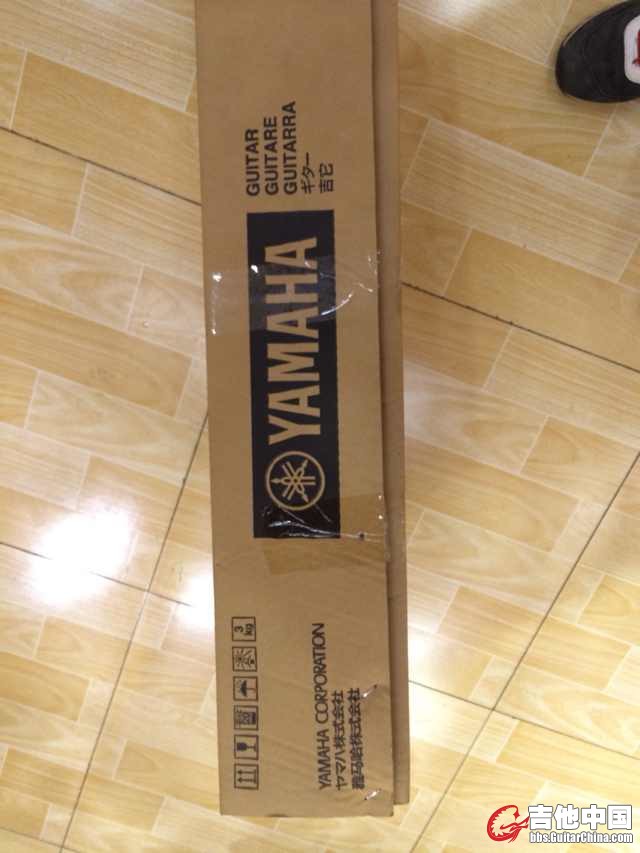 GUITAR
GUITARE
GUITARRA
ギター
吉它
YAMAHA
3
kg
YAMAHA CORPORATION
ヤマハ株式会社
雅马哈株式会社
吉他中国
bbs.GuitarChina.com